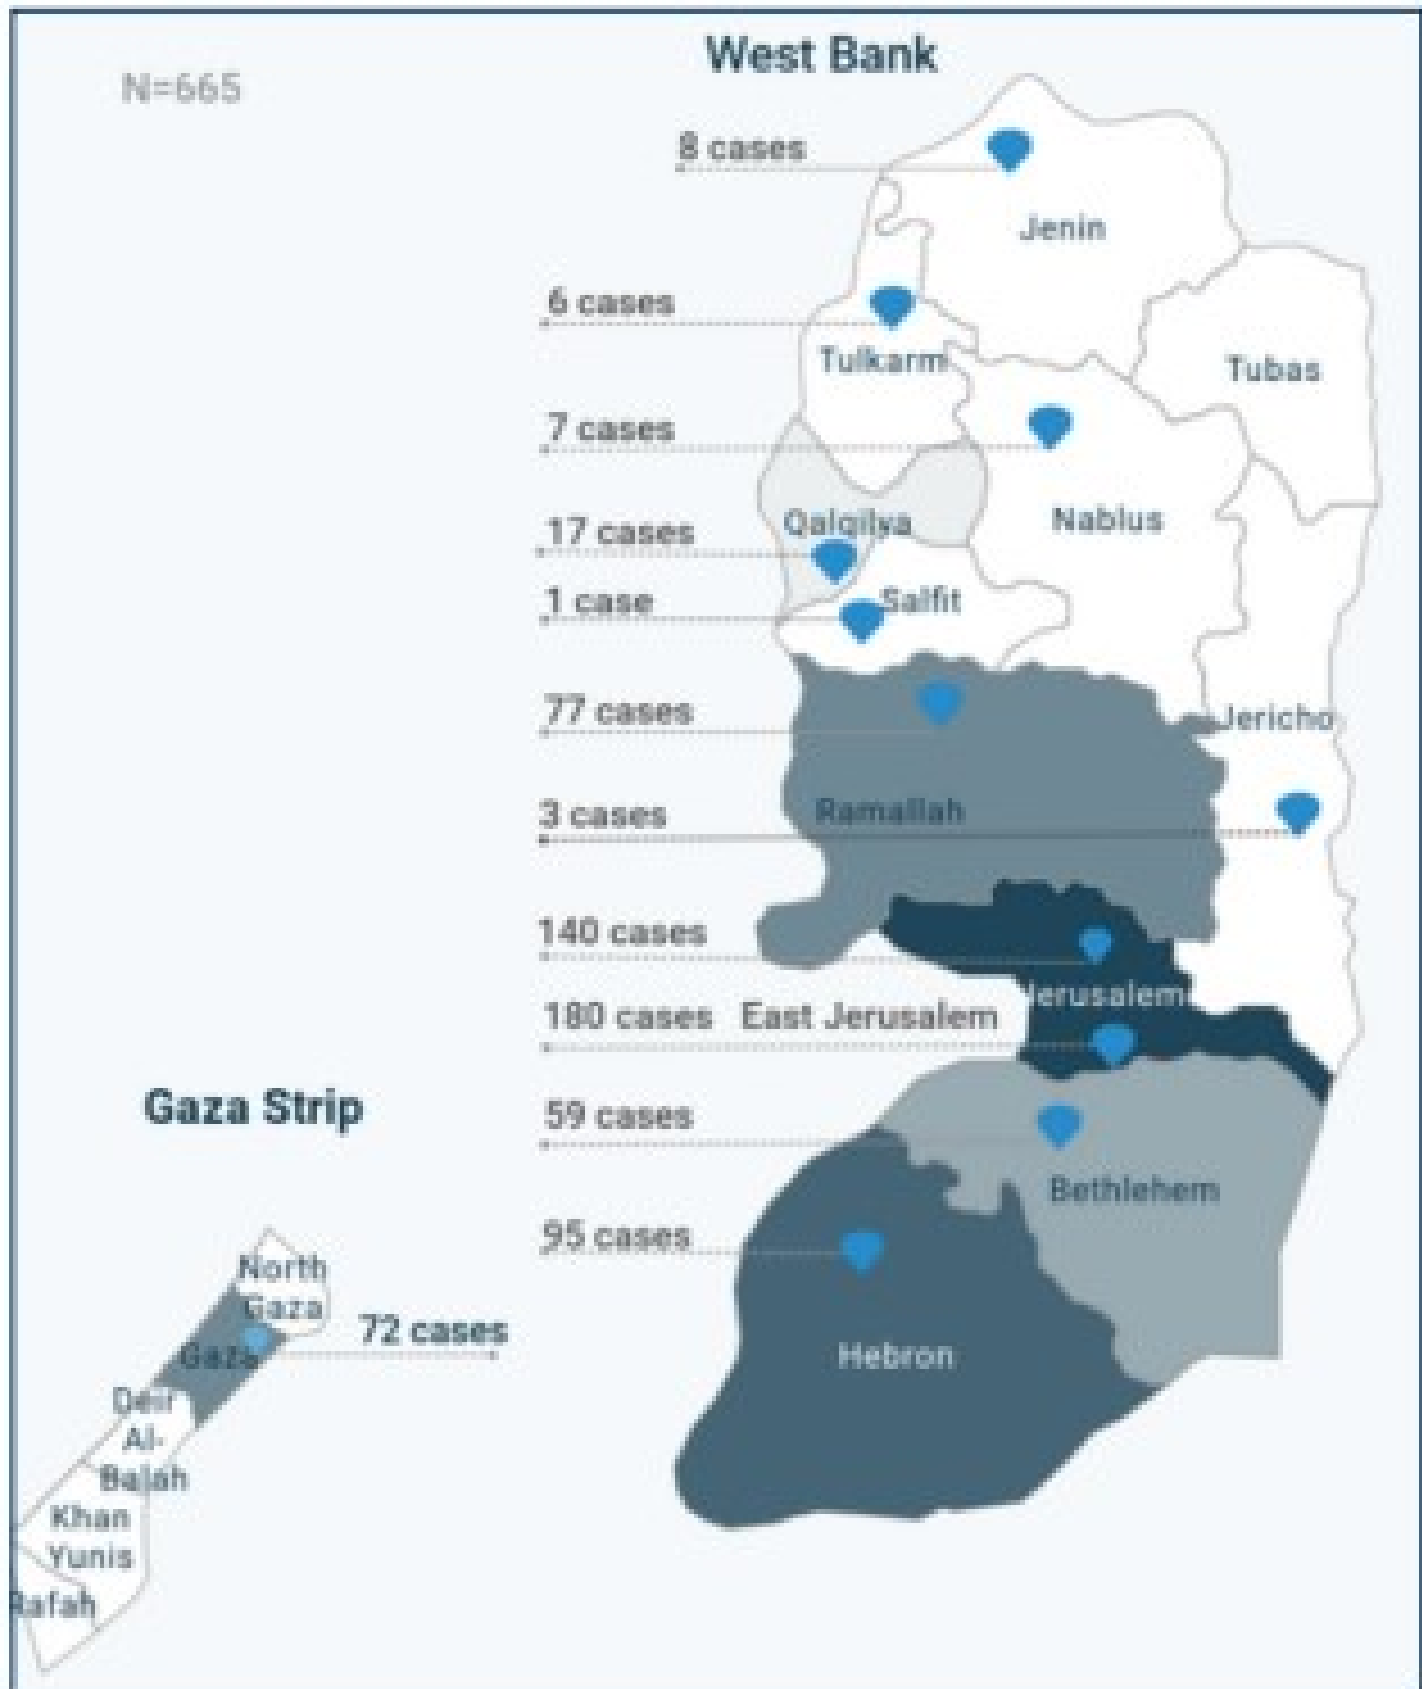 West Bank
N=665
8 cases
Jenin
6 cases
Tulkarm
Tubas
7 cases
Nablus
17 cases
Qalqilya
1 case
Salfit
77 cases
Jericho
Ramallah
3 cases
140 cases
Jerusalem
180 cases East Jerusalem
Gaza Strip
59 cases
Bethlehem
95 cases
North
Gaza
72 cases
Gaza
Hebron
Deir
Al-
Balah
Khan
Yunis
Rafah